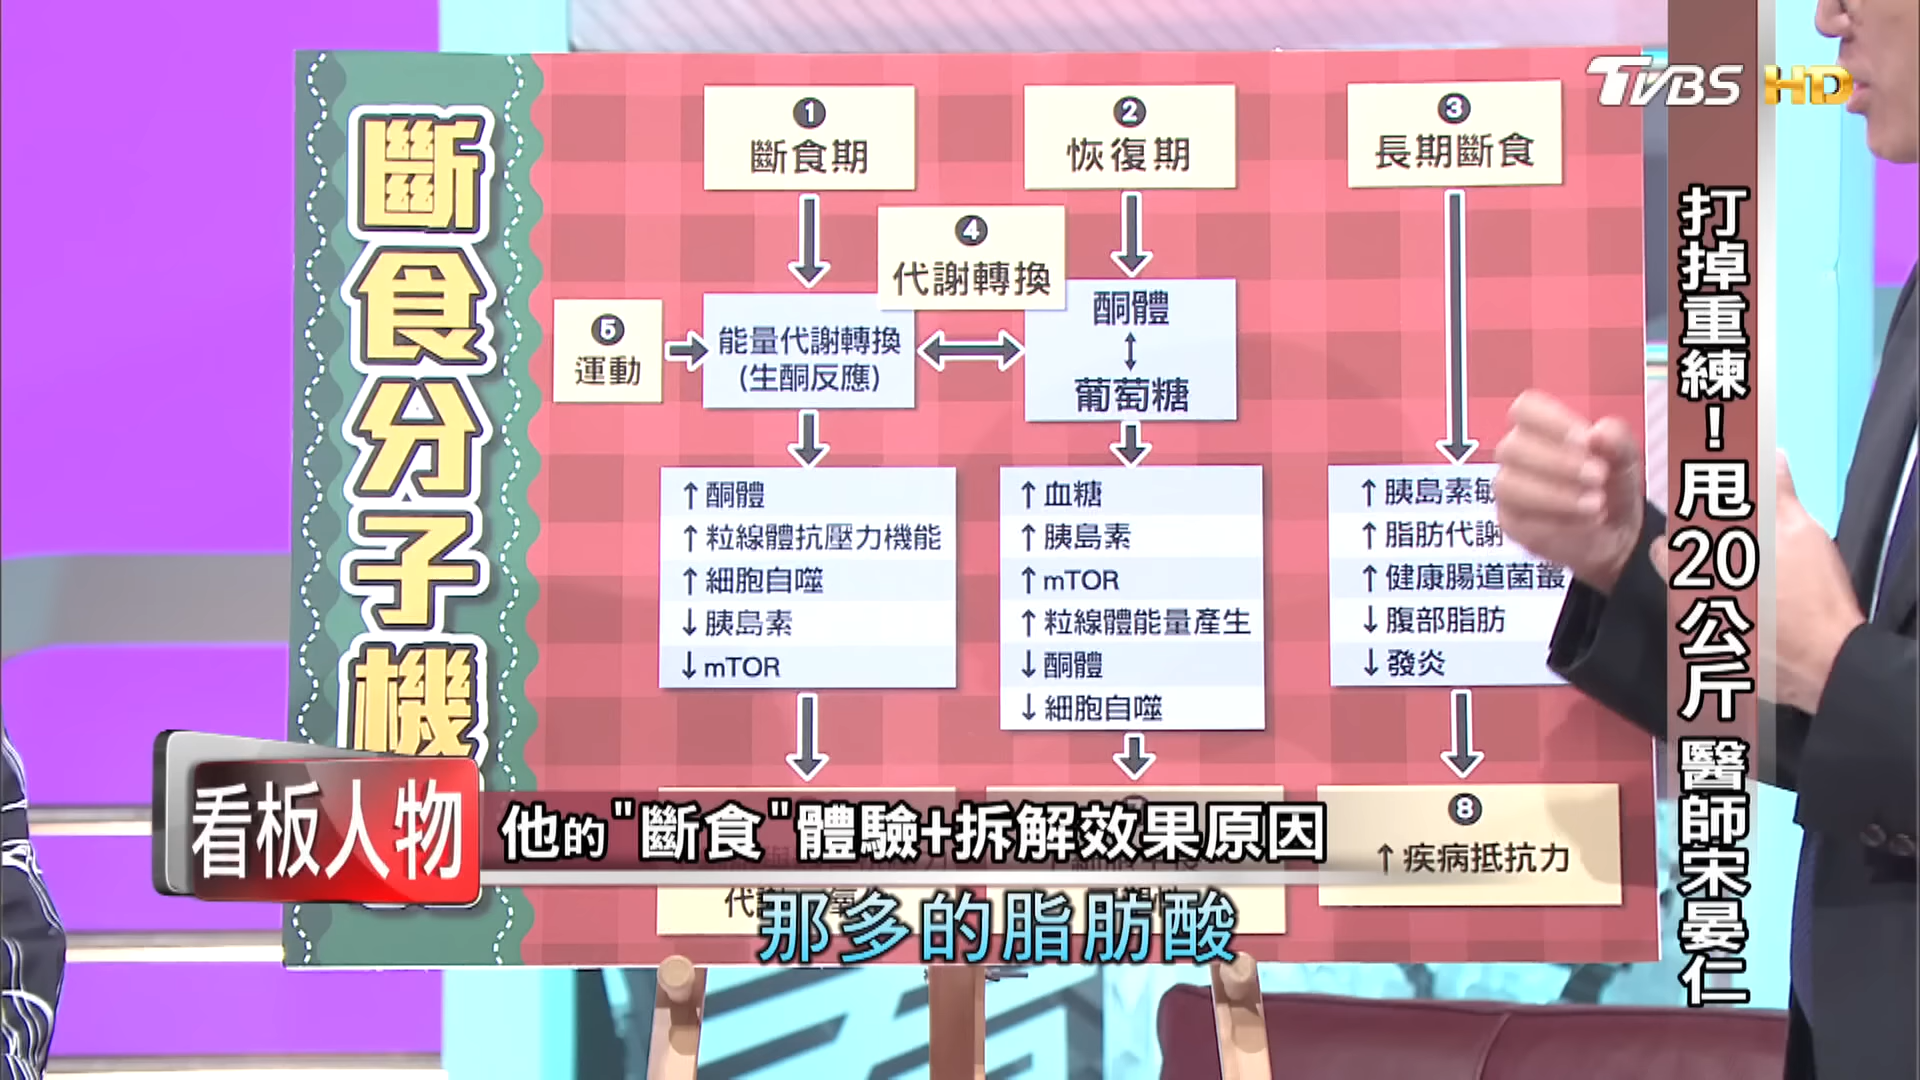 TVBS HD
斷食分子機
❶
斷食期
❷
恢復期
❸
長期斷食
❹
代謝轉換
❺
運動
能量代謝轉換
(生酮反應)
酮體
↕
葡萄糖
↑酮體
↑粒線體抗壓力機能
↑細胞自噬
↓胰島素
↓mTOR
↑血糖
↑胰島素
↑mTOR
↑粒線體能量產生
↓酮體
↓細胞自噬
↑胰島素敏
↑脂肪代謝
↑健康腸道菌叢
↓腹部脂肪
↓發炎
❽
↑疾病抵抗力
打掉重練！甩20公斤 醫師宋晏仁
看板人物
他的"斷食"體驗+拆解效果原因
那多的脂肪酸